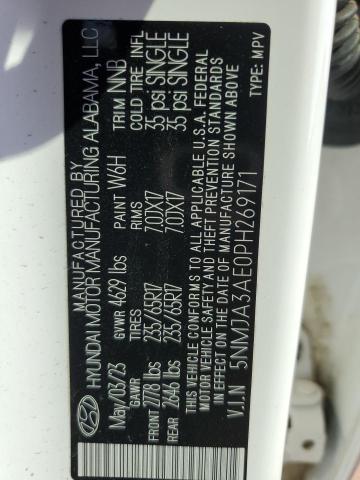 MANUFACTURED BY
HYUNDAI MOTOR MANUFACTURING ALABAMA, LLC
May/03/23 GVWR 4629 lbs PAINT W6H TRIM NNB
GAWR TIRES RIMS COLD TIRE INFL
FRONT 2778 lbs 235/65R17 7.0JX17 35 psi SINGLE
REAR 2646 lbs 235/65R17 7.0JX17 35 psi SINGLE
THIS VEHICLE CONFORMS TO ALL APPLICABLE U.S.A. FEDERAL
MOTOR VEHICLE SAFETY AND THEFT PREVENTION
STANDARDS IN EFFECT ON THE DATE OF MANUFACTURE SHOWN ABOVE
V.I.N 5NMJA3AE0PH269171 TYPE: MPV